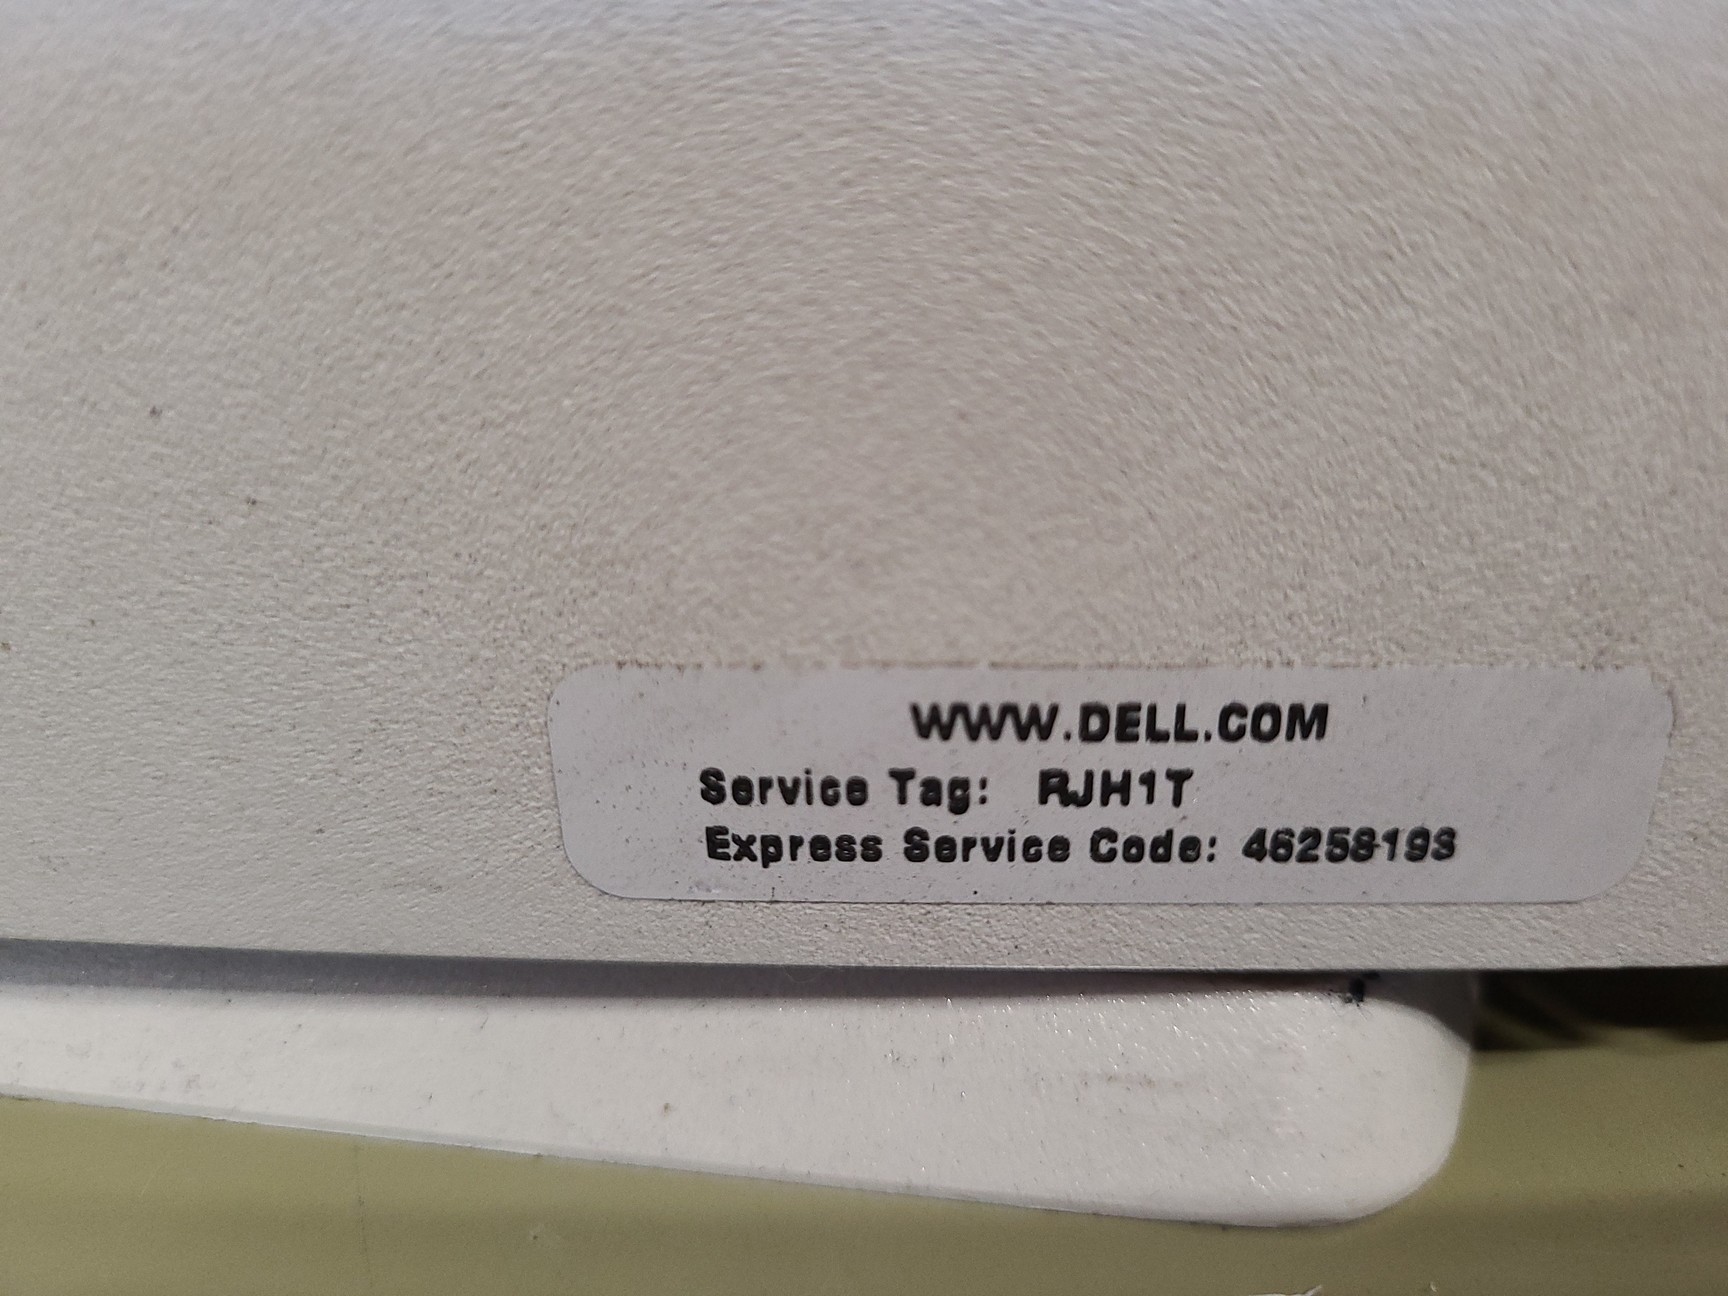 WWW.DELL.COM
Service Tag: RJH1T
Express Service Code: 46258193